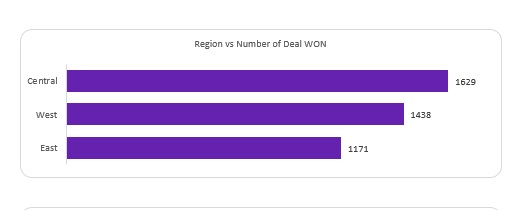 Region vs Number of Deal WON
Central 1629
West 1438
East 1171